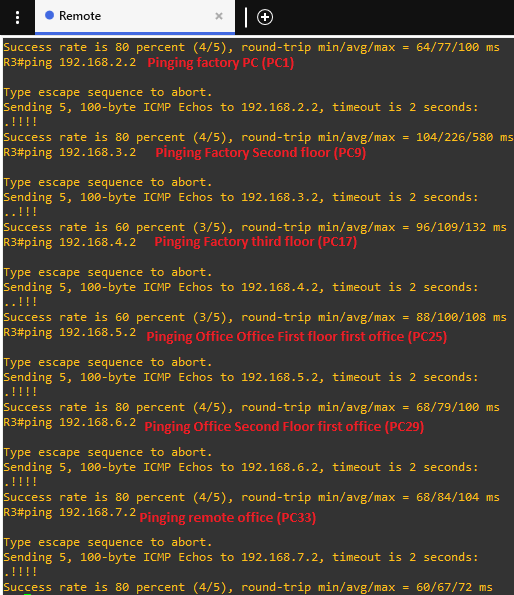 Remote
Success rate is 80 percent (4/5), round-trip min/avg/max = 64/77/100 ms
R3#ping 192.168.2.2 Pinging factory PC (PC1)
Type escape sequence to abort.
Sending 5, 100-byte ICMP Echos to 192.168.2.2, timeout is 2 seconds:
.!!!!
Success rate is 80 percent (4/5), round-trip min/avg/max = 104/226/580 ms
R3#ping 192.168.3.2 Pinging Factory Second floor (PC9)
Type escape sequence to abort.
Sending 5, 100-byte ICMP Echos to 192.168.3.2, timeout is 2 seconds:
..!!!
Success rate is 60 percent (3/5), round-trip min/avg/max = 96/109/132 ms
R3#ping 192.168.4.2 Pinging Factory third floor (PC17)
Type escape sequence to abort.
Sending 5, 100-byte ICMP Echos to 192.168.4.2, timeout is 2 seconds:
..!!!
Success rate is 60 percent (3/5), round-trip min/avg/max = 88/100/108 ms
R3#ping 192.168.5.2 Pinging Office Office First floor first office (PC25)
Type escape sequence to abort.
Sending 5, 100-byte ICMP Echos to 192.168.5.2, timeout is 2 seconds:
.!!!!
Success rate is 80 percent (4/5), round-trip min/avg/max = 68/79/100 ms
R3#ping 192.168.6.2 Pinging Office Second Floor first office (PC29)
Type escape sequence to abort.
Sending 5, 100-byte ICMP Echos to 192.168.6.2, timeout is 2 seconds:
.!!!!
Success rate is 80 percent (4/5), round-trip min/avg/max = 68/84/104 ms
R3#ping 192.168.7.2 Pinging remote office (PC33)
Type escape sequence to abort.
Sending 5, 100-byte ICMP Echos to 192.168.7.2, timeout is 2 seconds:
.!!!!
Success rate is 80 percent (4/5), round-trip min/avg/max = 60/67/72 ms